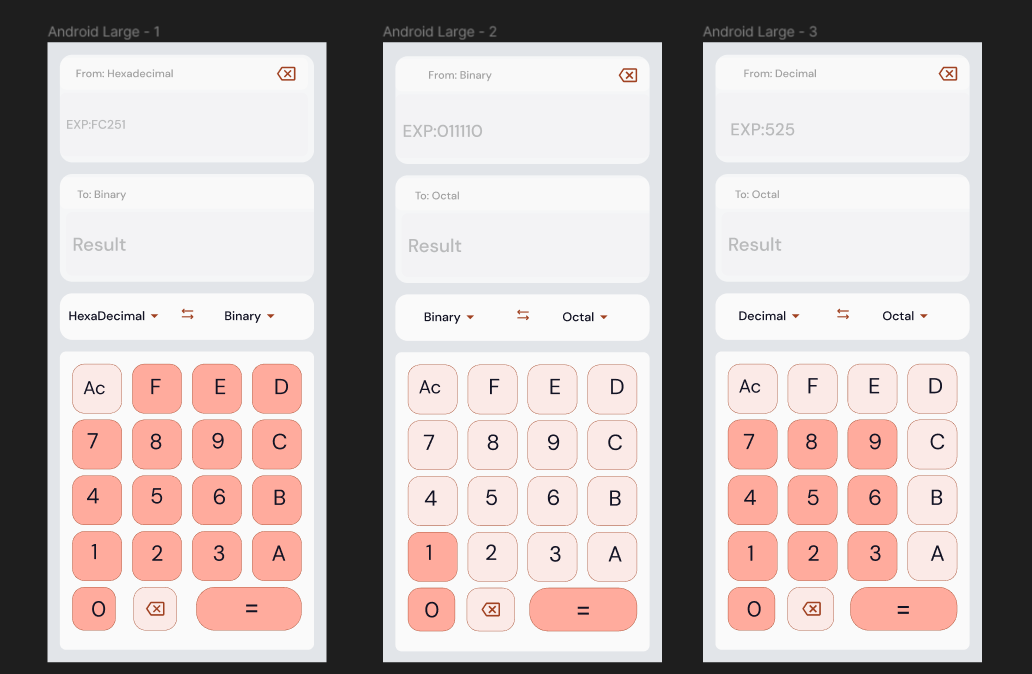 Android Large - 1
From: Hexadecimal
EXP:FC251
To: Binary
Result
HexaDecimal
Binary
Ac F E D
7 8 9 C
4 5 6 B
1 2 3 A
0 =
Android Large - 2
From: Binary
EXP:011110
To: Octal
Result
Binary
Octal
Ac F E D
7 8 9 C
4 5 6 B
1 2 3 A
0 =
Android Large - 3
From: Decimal
EXP:525
To: Octal
Result
Decimal
Octal
Ac F E D
7 8 9 C
4 5 6 B
1 2 3 A
0 =